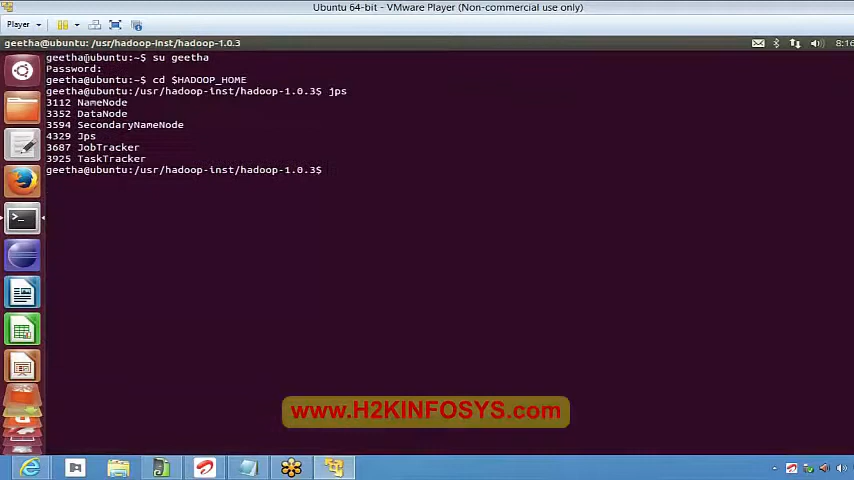 Ubuntu 64-bit - VMware Player (Non-commercial use only)
Player
geetha@ubuntu: /usr/hadoop-inst/hadoop-1.0.3
8:16
geetha@ubuntu:~$ su geetha
Password:
geetha@ubuntu:~$ cd $HADOOP_HOME
geetha@ubuntu:/usr/hadoop-inst/hadoop-1.0.3$ jps
3112 NameNode
3352 DataNode
3594 SecondaryNameNode
4329 Jps
3687 JobTracker
3925 TaskTracker
geetha@ubuntu:/usr/hadoop-inst/hadoop-1.0.3$
www.H2KINFOSYS.com